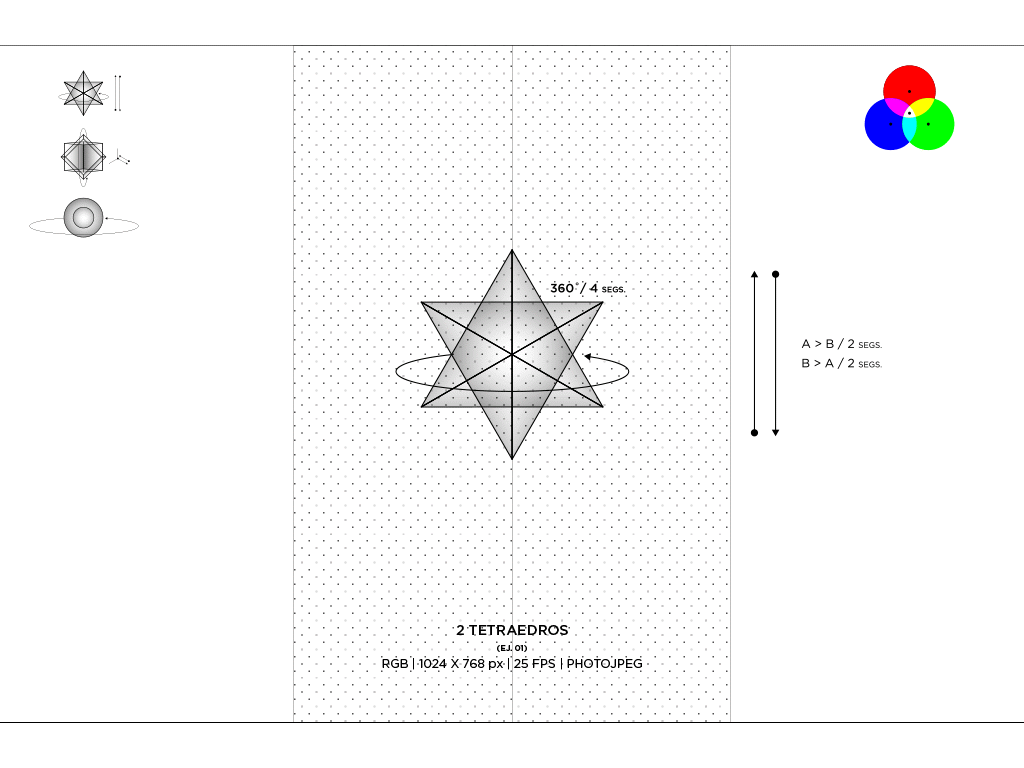 360°/ 4 SEGS.
A > B / 2 SEGS.
B > A / 2 SEGS.
2 TETRAEDROS
(EJ. 01)
RGB | 1024 X 768 px | 25 FPS | PHOTOJPEG